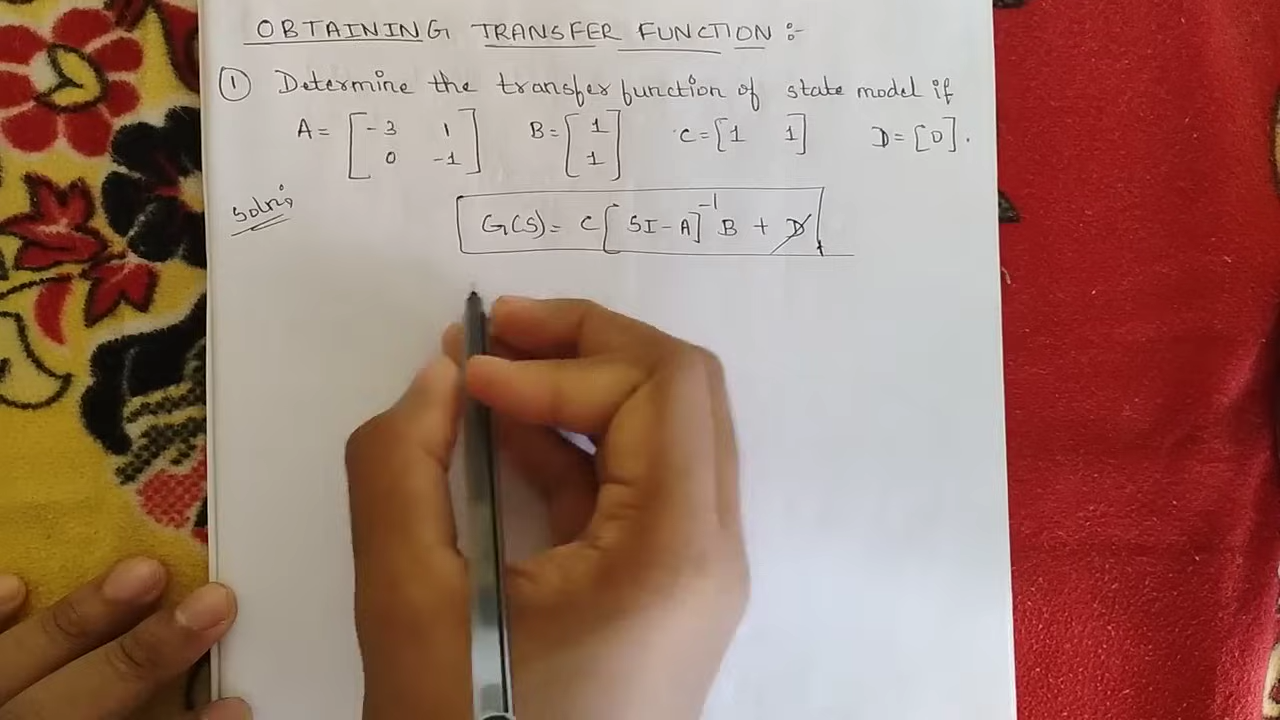 OBTAINING TRANSFER FUNCTION :-
① Determine the transfer function of state model if
A = [ -3 1 B = [ 1 C = [1 1] D = [0].
0 -1 ] 1 ]
Soln:
G(S) = C [SI - A]⁻¹ B + D